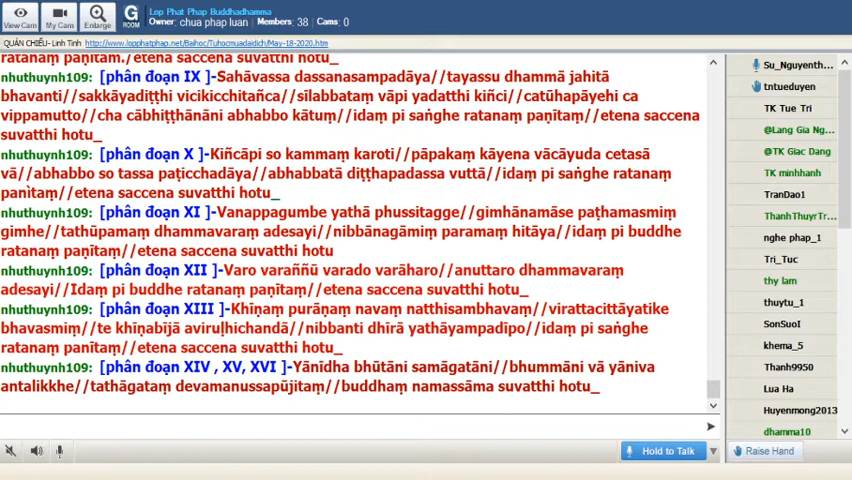 View Cam
My Cam
Enlarge
G ROOM
Lop Phat Phap Buddhadhamma
Owner: chua phap luan Members: 38 | Cams: 0
QUÁN CHIẾU- Linh Tinh http://www.lopphatphap.net/Baihoc/Tuhocmuadaidich/May-18-2020.htm
ratanaṃ paṇītaṃ./etena saccena suvatthi hotu_
nhuthuynh109: [phân đoạn IX ]-Sahāvassa dassanasampadāya//tayassu dhammā jahitā
bhavanti//sakkāyadiṭṭhi vicikicchitañca//sīlabbataṃ vāpi yadatthi kiñci//catūhapāyehi ca
vippamutto//cha cābhiṭṭhānāni abhabbo kātuṃ//idaṃ pi saṅghe ratanaṃ paṇītaṃ//etena saccena
suvatthi hotu_
nhuthuynh109: [phân đoạn X ]-Kiñcāpi so kammaṃ karoti//pāpakaṃ kāyena vācāyuda cetasā
vā//abhabbo so tassa paṭicchadāya//abhabbatā diṭṭhapadassa vuttā//idaṃ pi saṅghe ratanaṃ
paṇìtaṃ//etena saccena suvatthi hotu_
nhuthuynh109: [phân đoạn XI ]-Vanappagumbe yathā phussitagge//gimhānamāse paṭhamasmiṃ
gimhe//tathūpamaṃ dhammavaraṃ adesayi//nibbānagāmiṃ paramaṃ hitāya//idaṃ pi buddhe
ratanaṃ paṇītaṃ//etena saccena suvatthi hotu
nhuthuynh109: [phân đoạn XII ]-Varo varaññū varado varāharo//anuttaro dhammavaraṃ
adesayi//Idaṃ pi buddhe ratanaṃ paṇītaṃ//etena saccena suvatthi hotu_
nhuthuynh109: [phân đoạn XIII ]-Khīṇaṃ purāṇaṃ navaṃ natthisambhavaṃ//virattacittāyatike
bhavasmiṃ//te khīṇabījā aviruḷhichandā//nibbanti dhīrā yathāyampadīpo//idaṃ pi saṅghe
ratanaṃ paṇītaṃ//etena saccena suvatthi hotu_
nhuthuynh109: [phân đoạn XIV , XV, XVI ]-Yānīdha bhūtāni samāgatāni//bhummāni vā yāniva
antalikkhe//tathāgataṃ devamanussapūjitaṃ//buddhaṃ namassāma suvatthi hotu_
Su_Nguyenth...
tntueduyen
TK Tue Tri
@Lang Gia Ng...
@TK Giac Dang
TK minhhanh
TranDao1
ThanhThuyrTr...
nghe phap_1
Tri_Tuc
thy lam
thuytu_1
SonSuoI
khema_5
Thanh9950
Lua Ha
Huyenmong2013
dhamma10
Hold to Talk
Raise Hand